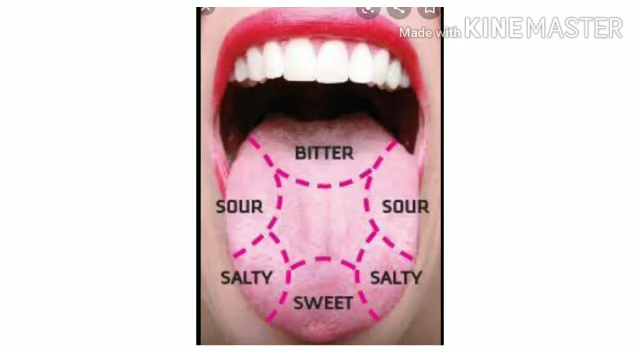 Made with KINEMASTER
BITTER
SOUR SOUR
SALTY SALTY
SWEET